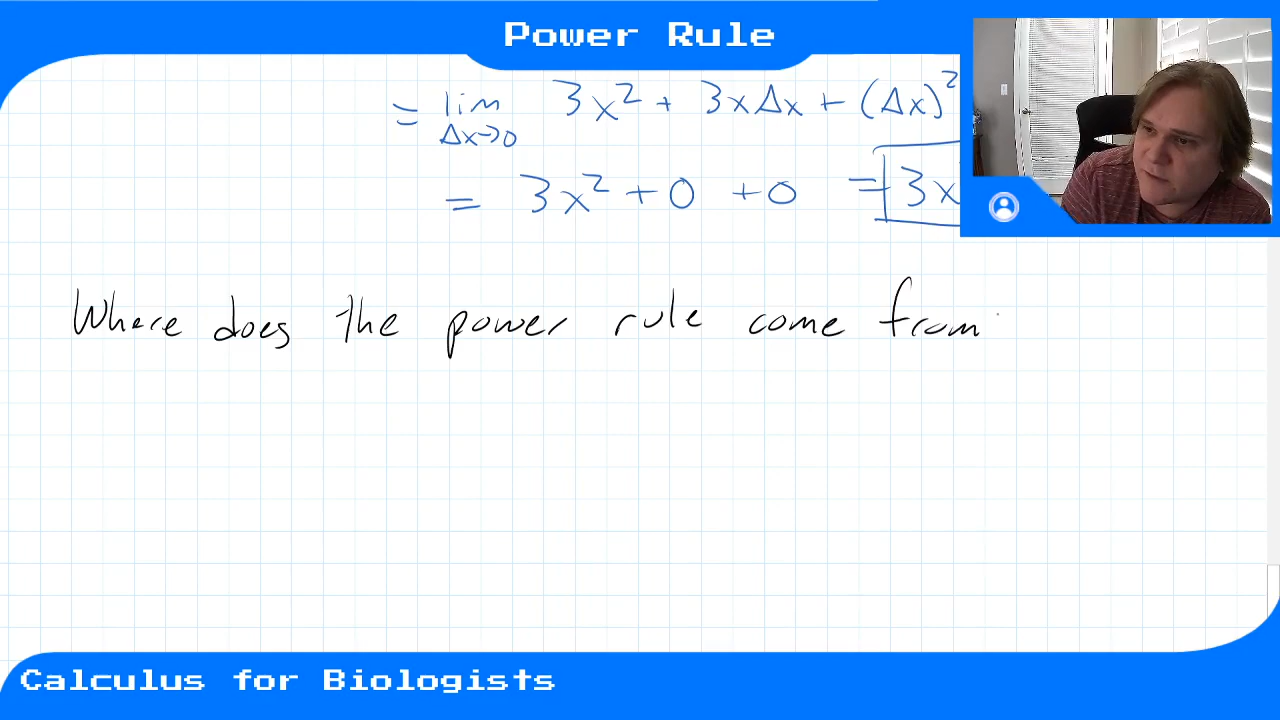 Power Rule
= lim 3x² + 3xΔx + (Δx)²
Δx→0
= 3x² + 0 + 0 = 3x
Where does the power rule come from
Calculus for Biologists